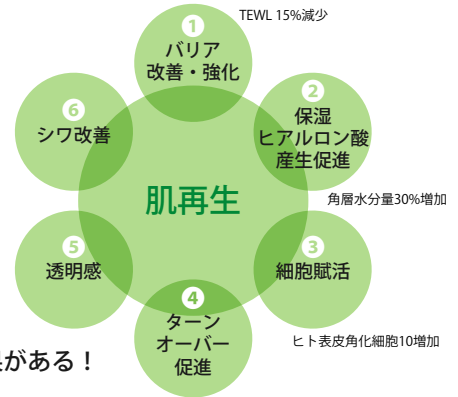 TEWL 15%減少
1
バリア
改善・強化
2
保湿
ヒアルロン酸
産生促進
角層水分量30%増加
3
細胞賦活
ヒト表皮角化細胞10増加
4
ターン
オーバー
促進
5
透明感
6
シワ改善
肌再生
がある！